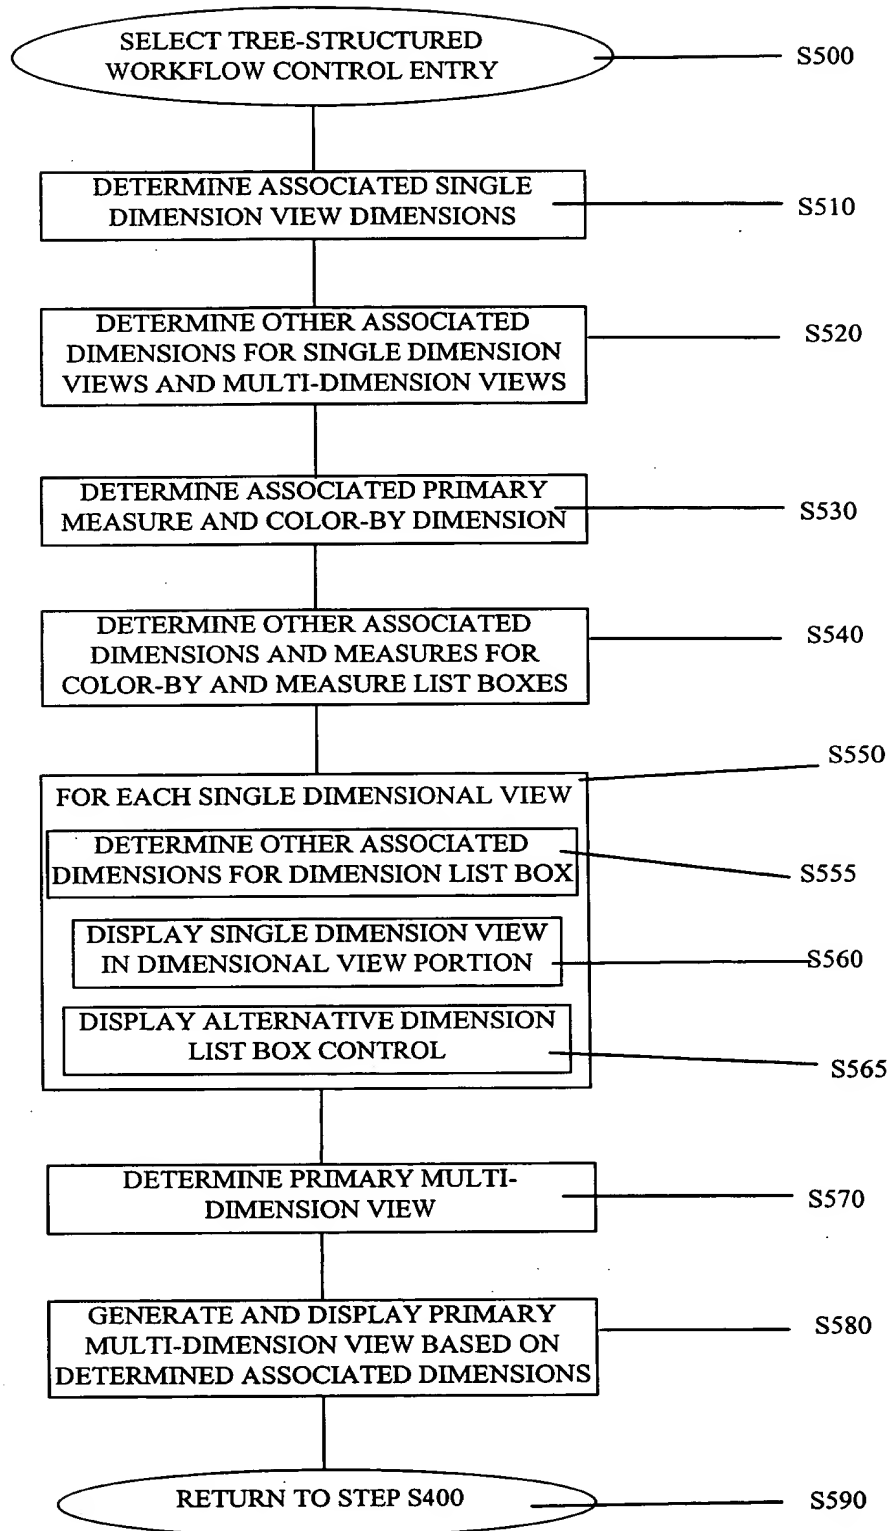 SELECT TREE-STRUCTURED
WORKFLOW CONTROL ENTRY
S500
DETERMINE ASSOCIATED SINGLE
DIMENSION VIEW DIMENSIONS
S510
DETERMINE OTHER ASSOCIATED
DIMENSIONS FOR SINGLE DIMENSION
VIEWS AND MULTI-DIMENSION VIEWS
S520
DETERMINE ASSOCIATED PRIMARY
MEASURE AND COLOR-BY DIMENSION
S530
DETERMINE OTHER ASSOCIATED
DIMENSIONS AND MEASURES FOR
COLOR-BY AND MEASURE LIST BOXES
S540
S550
FOR EACH SINGLE DIMENSIONAL VIEW
DETERMINE OTHER ASSOCIATED
DIMENSIONS FOR DIMENSION LIST BOX
S555
DISPLAY SINGLE DIMENSION VIEW
IN DIMENSIONAL VIEW PORTION
S560
DISPLAY ALTERNATIVE DIMENSION
LIST BOX CONTROL
S565
DETERMINE PRIMARY MULTI-
DIMENSION VIEW
S570
GENERATE AND DISPLAY PRIMARY
MULTI-DIMENSION VIEW BASED ON
DETERMINED ASSOCIATED DIMENSIONS
S580
RETURN TO STEP S400
S590